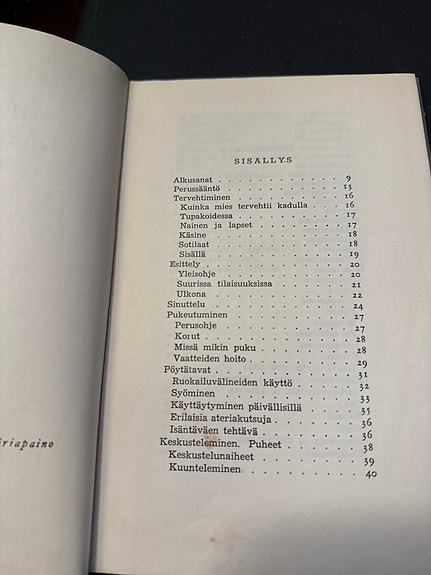 SISÄLLYS
Alkusanat . . . . . . . . . . . 9
Perussääntö . . . . . . . . . . 13
Tervehtiminen . . . . . . . . . 16
Kuinka mies tervehtii kadulla . . 16
Tupakoidessa . . . . . . . . . 17
Nainen ja lapset . . . . . . . . 17
Käsine . . . . . . . . . . . 18
Sotilaat . . . . . . . . . . . 18
Sisällä . . . . . . . . . . . 19
Esittely . . . . . . . . . . . . 20
Yleisohje . . . . . . . . . . 20
Suurissa tilaisuuksissa . . . . . . 21
Ulkona . . . . . . . . . . . 22
Sinuttelu . . . . . . . . . . . 24
Pukeutuminen . . . . . . . . . . 27
Perusohje . . . . . . . . . . 27
Korut . . . . . . . . . . . . 28
Missä mikin puku . . . . . . . . 28
Vaatteiden hoito . . . . . . . . . 29
Pöytätavat . . . . . . . . . . . 31
Ruokailuvälineiden käyttö . . . . . 32
Syöminen . . . . . . . . . . . 33
Käyttäytyminen päivällisillä . . . . 35
Erilaisia ateriakutsuja . . . . . . 36
Isäntäväen tehtävä . . . . . . . 36
Keskusteleminen. Puheet . . . . . . 38
Keskustelunaiheet . . . . . . . . 39
Kuunteleminen . . . . . . . . . 40